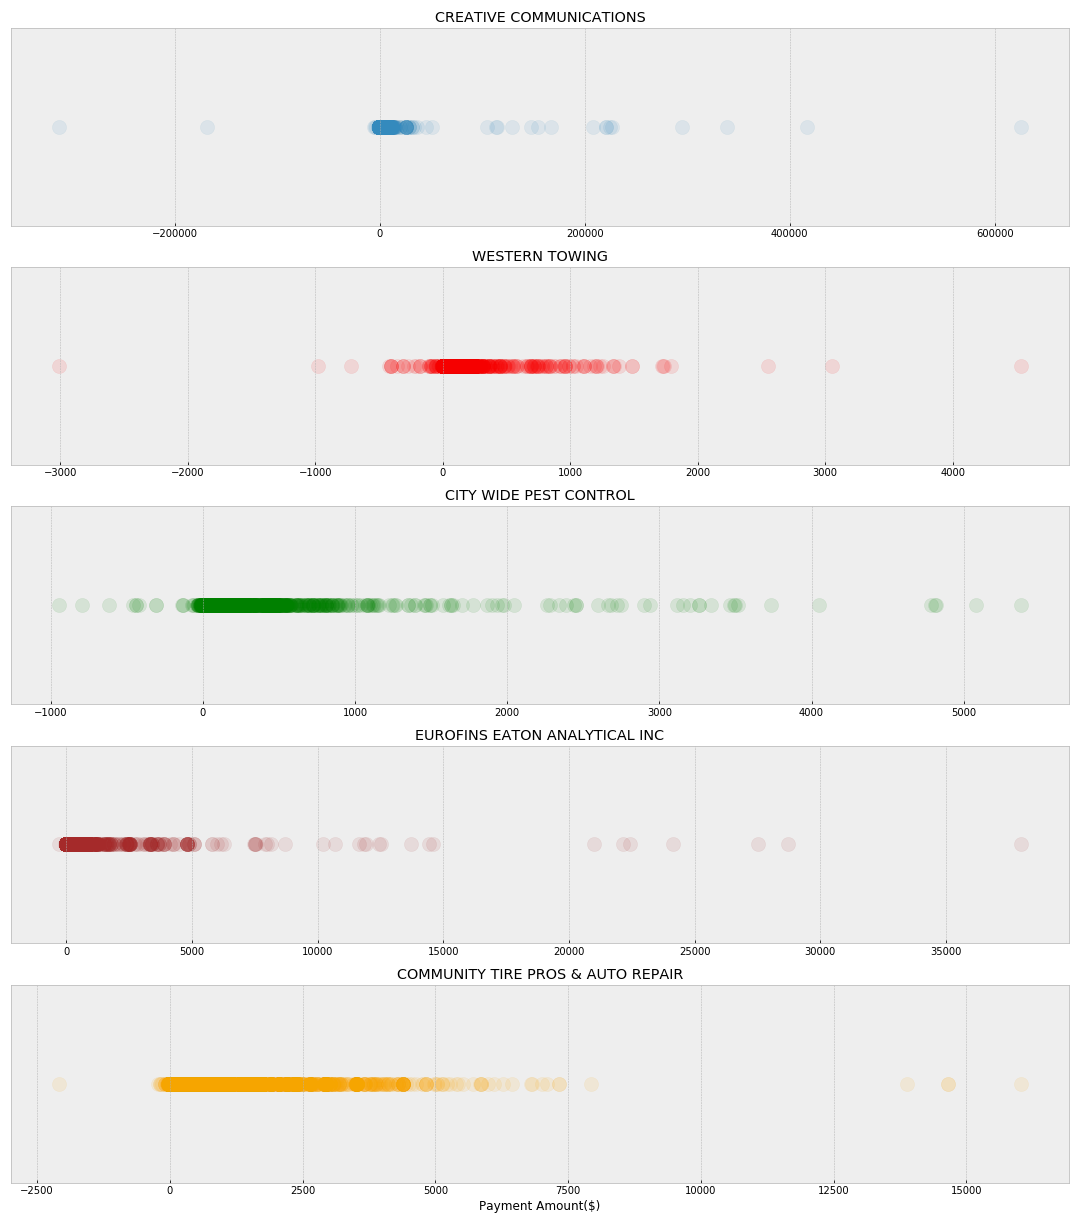 CREATIVE COMMUNICATIONS
−200000 0 200000 400000 600000
WESTERN TOWING
−3000 −2000 −1000 0 1000 2000 3000 4000
CITY WIDE PEST CONTROL
−1000 0 1000 2000 3000 4000 5000
EUROFINS EATON ANALYTICAL INC
0 5000 10000 15000 20000 25000 30000 35000
COMMUNITY TIRE PROS & AUTO REPAIR
−2500 0 2500 5000 7500 10000 12500 15000
Payment Amount($)